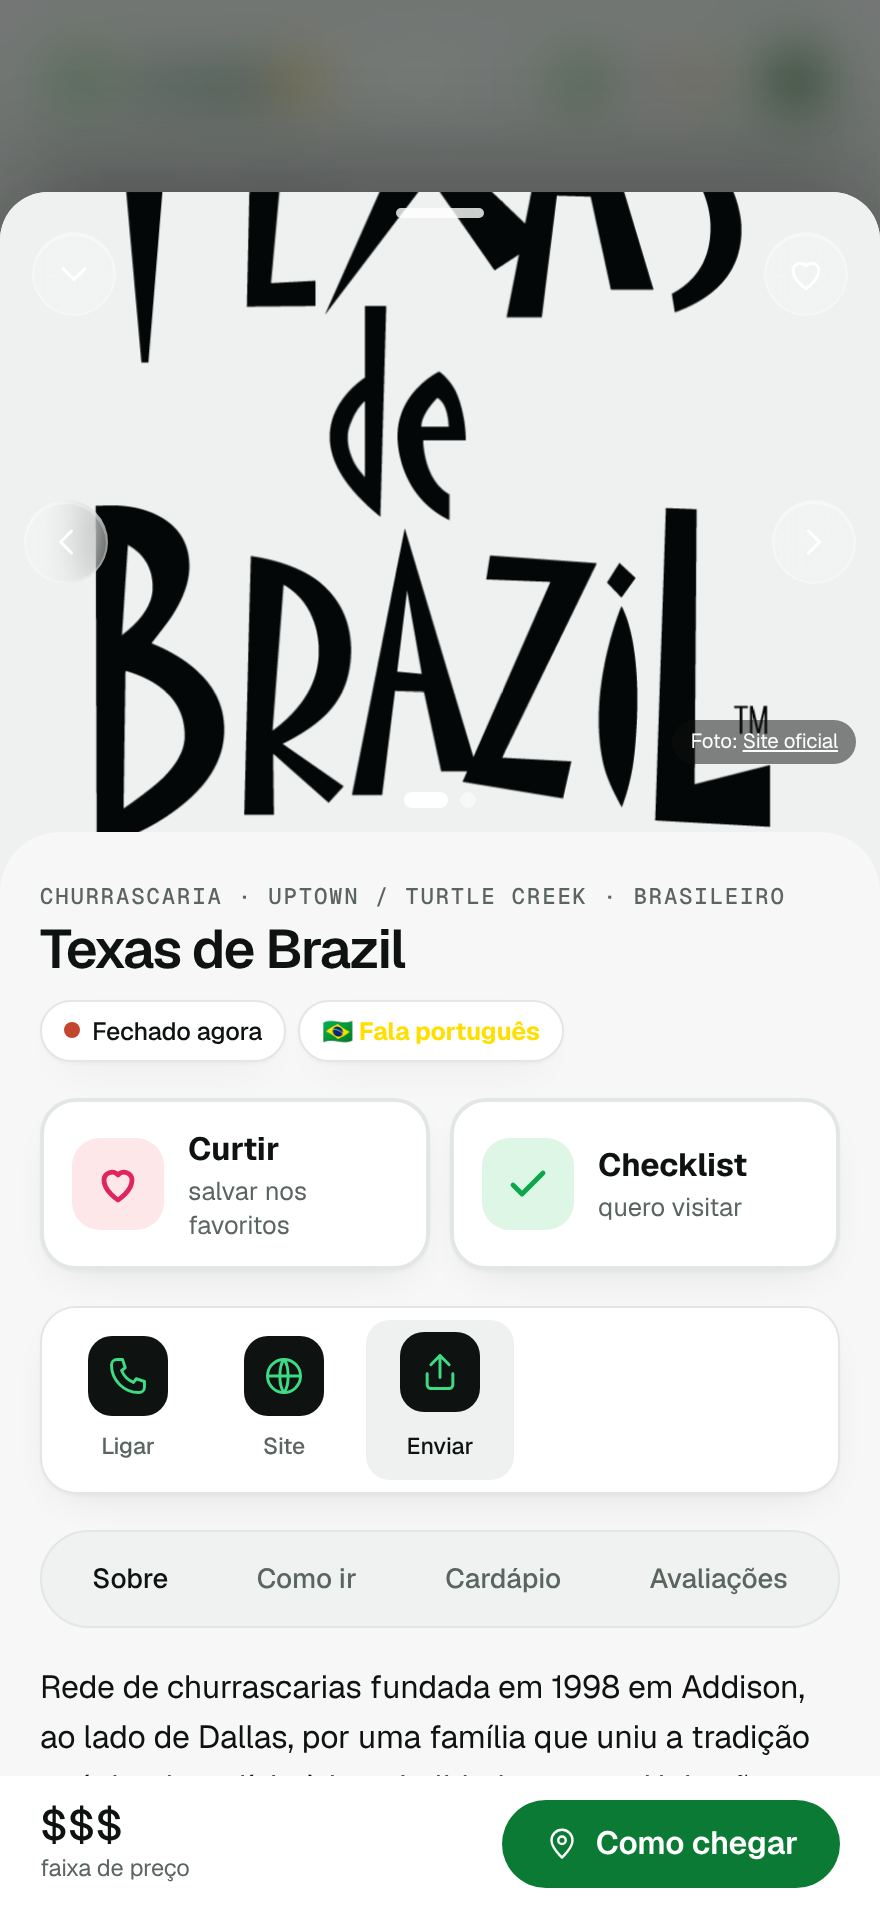 TEXAS
de
BRAZiL
TM
Foto: Site oficial
CHURRASCARIA · UPTOWN / TURTLE CREEK · BRASILEIRO
Texas de Brazil
Fechado agora
Fala português
Curtir
salvar nos
favoritos
Checklist
quero visitar
Ligar
Site
Enviar
Sobre
Como ir
Cardápio
Avaliações
Rede de churrascarias fundada em 1998 em Addison,
ao lado de Dallas, por uma família que uniu a tradição
$$$
faixa de preço
Como chegar